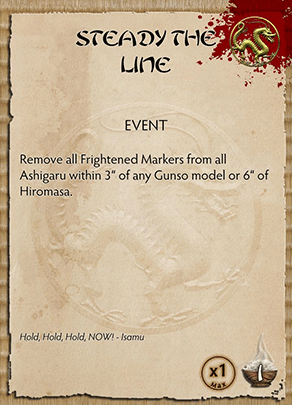 STEADY THE
LINE
EVENT
Remove all Frightened Markers from all
Ashigaru within 3" of any Gunso model or 6" of
Hiromasa.
Hold, Hold, Hold, NOW! - Isamu
x1
Max
1